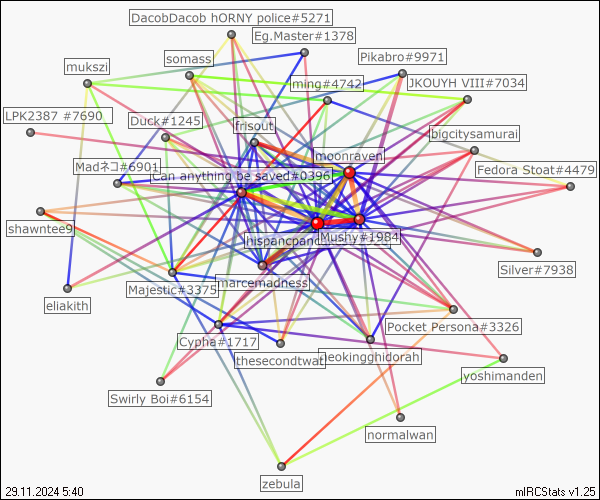 DacobDacob hORNY police#5271
Eg.Master#1378
somass
Pikabro#9971
mukszi
ming#4742
JKOUYH VIII#7034
LPK2387 #7690
Duck#1245
frisout
bigcitysamurai
moonraven
Madネコ#6901
Can anything be saved#0396
Fedora Stoat#4479
shawntee9
hispancpanc
Mushy#1984
Silver#7938
eliakith
Majestic#3375
marcemadness
Pocket Persona#3326
Cypha#1717
thesecondtwat
neokingghidorah
yoshimanden
Swirly Boi#6154
normalwan
zebula
29.11.2024 5:40
mIRCStats v1.25